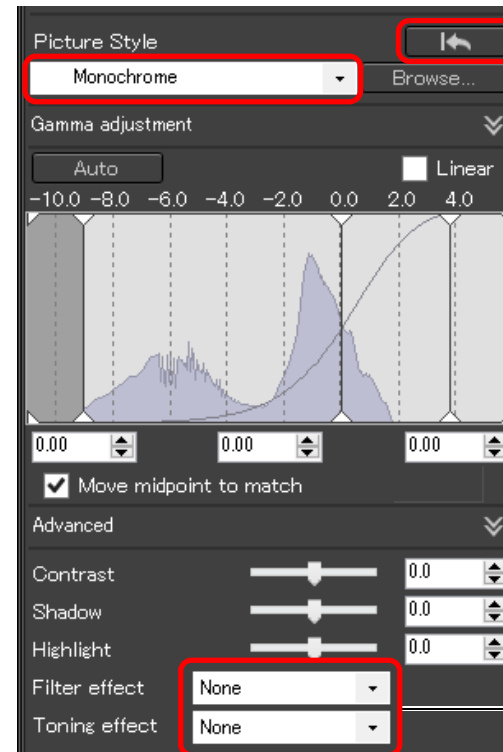 Picture Style
Monochrome
Browse...
Gamma adjustment
Auto
Linear
-10.0 -8.0 -6.0 -4.0 -2.0 0.0 2.0 4.0
0.00 0.00 0.00
Move midpoint to match
Advanced
Contrast 0.0
Shadow 0.0
Highlight 0.0
Filter effect None
Toning effect None